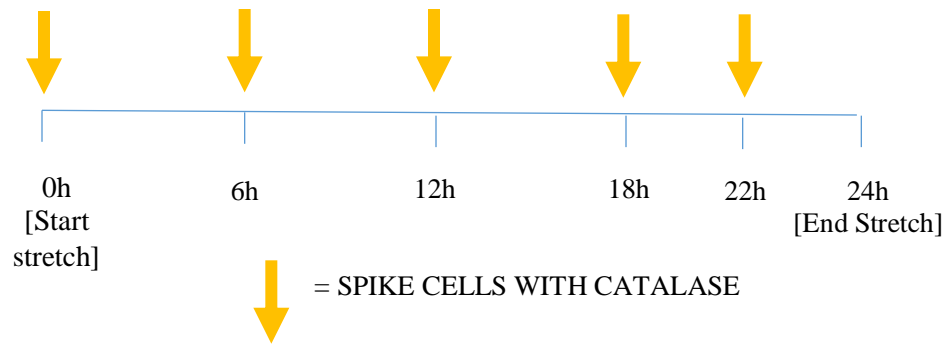 0h 6h 12h 18h 22h 24h
[Start [End Stretch]
stretch]
= SPIKE CELLS WITH CATALASE